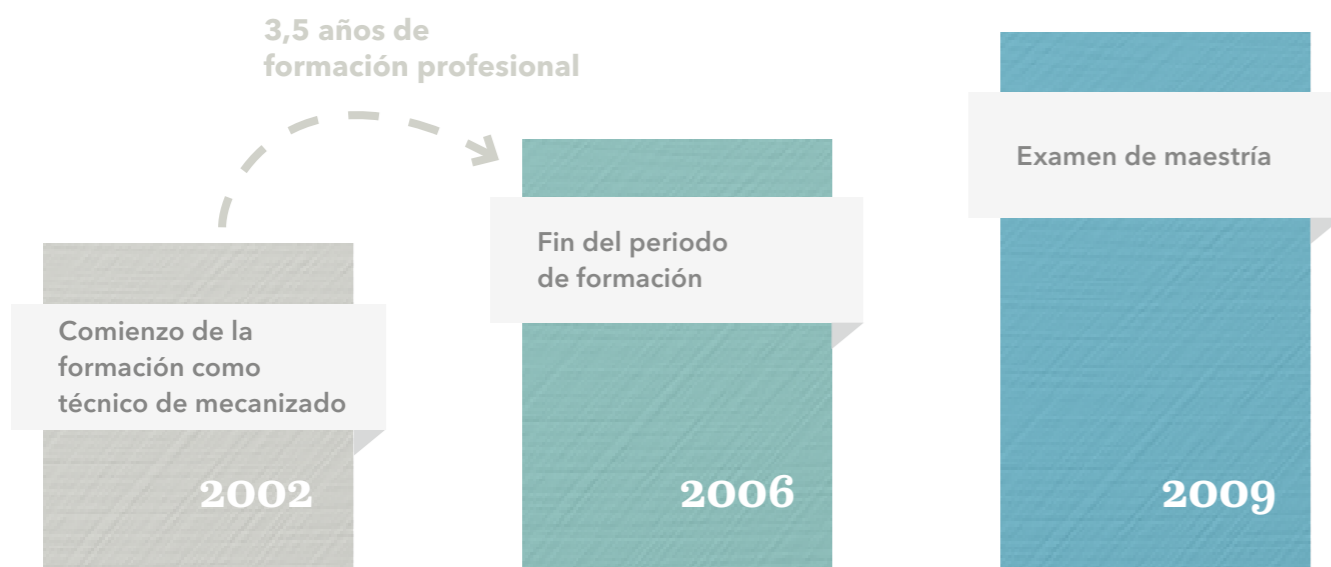 3,5 años de
formación profesional
Comienzo de la
formación como
técnico de mecanizado
2002
Fin del periodo
de formación
2006
Examen de maestría
2009